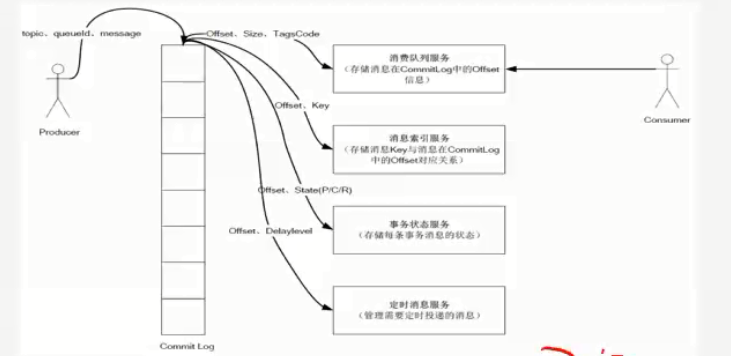 topic、queueId、message
Offset、Size、TagsCode
消费队列服务
（存储消息在CommitLog中的Offset
信息）
Producer
Consumer
Offset、Key
消息索引服务
（存储消息Key与消息在CommitLog
中的Offset对应关系）
Offset、State(P/C/R)
事务状态服务
（存储每条事务消息的状态）
Offset、Delaylevel
定时消息服务
（管理需要定时投递的消息）
Commit Log